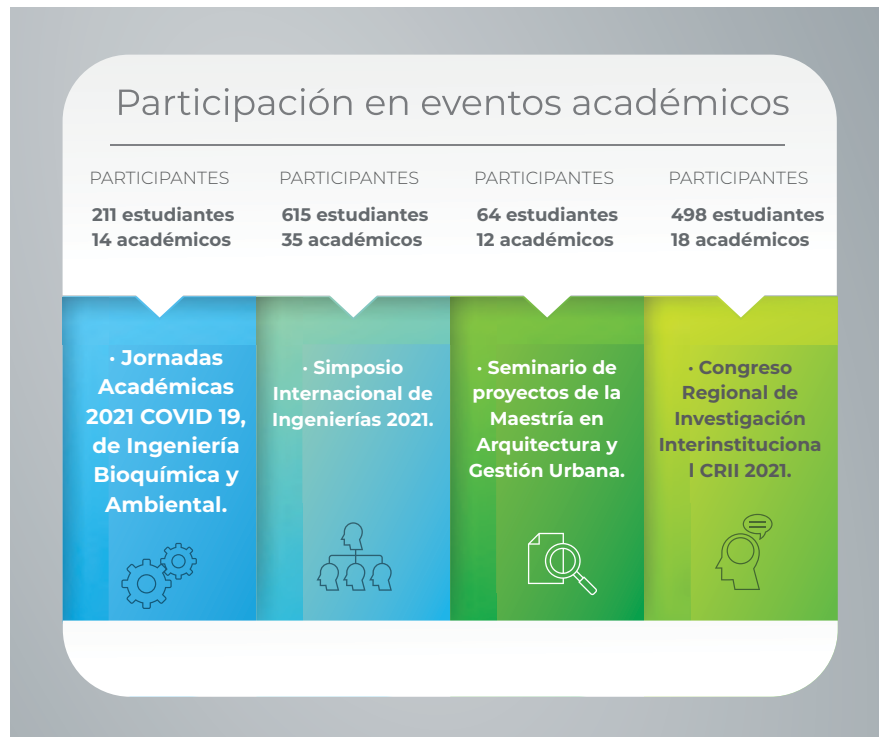 Participación en eventos académicos
PARTICIPANTES
211 estudiantes
14 académicos
PARTICIPANTES
615 estudiantes
35 académicos
PARTICIPANTES
64 estudiantes
12 académicos
PARTICIPANTES
498 estudiantes
18 académicos
· Jornadas
Académicas
2021 COVID 19,
de Ingeniería
Bioquímica y
Ambiental.
· Simposio
Internacional de
Ingenierías 2021.
· Seminario de
proyectos de la
Maestría en
Arquitectura y
Gestión Urbana.
· Congreso
Regional de
Investigación
Interinstituciona
l CRII 2021.